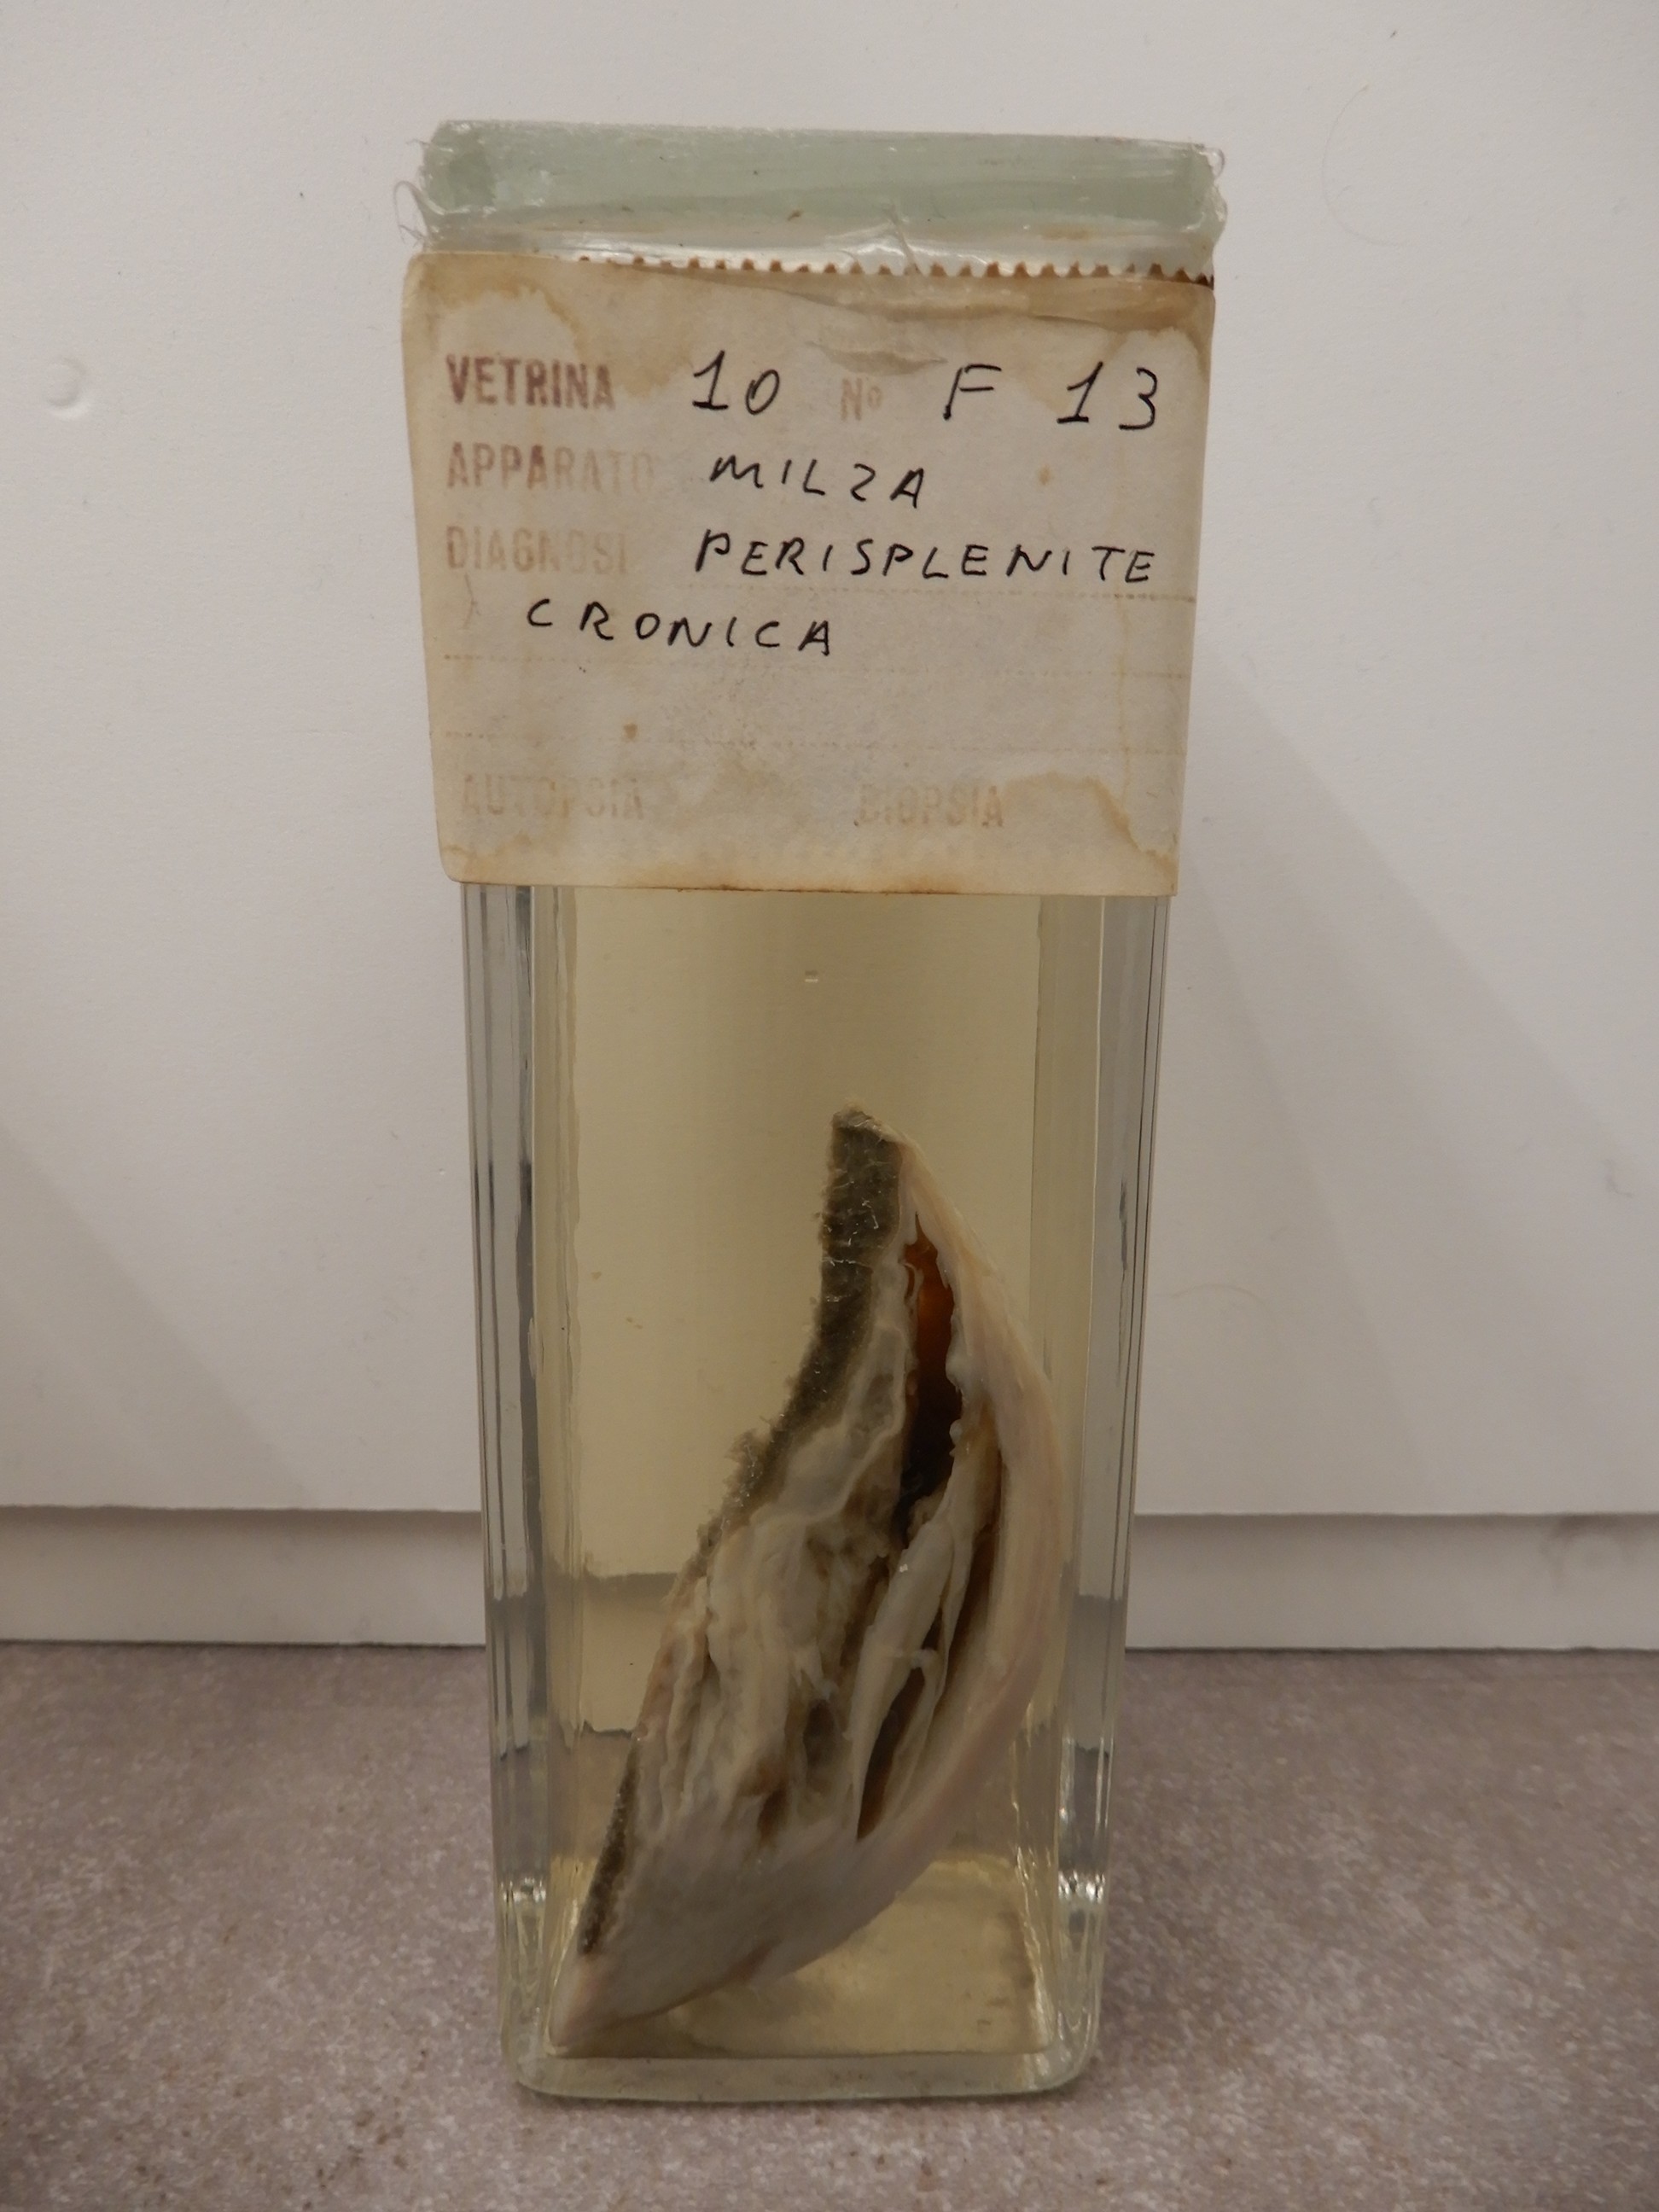 VETRINA 10 Nº F 13
APPARATO MILZA
DIAGNOSI PERISPLENITE
CRONICA
AUTOPSIA BIOPSIA